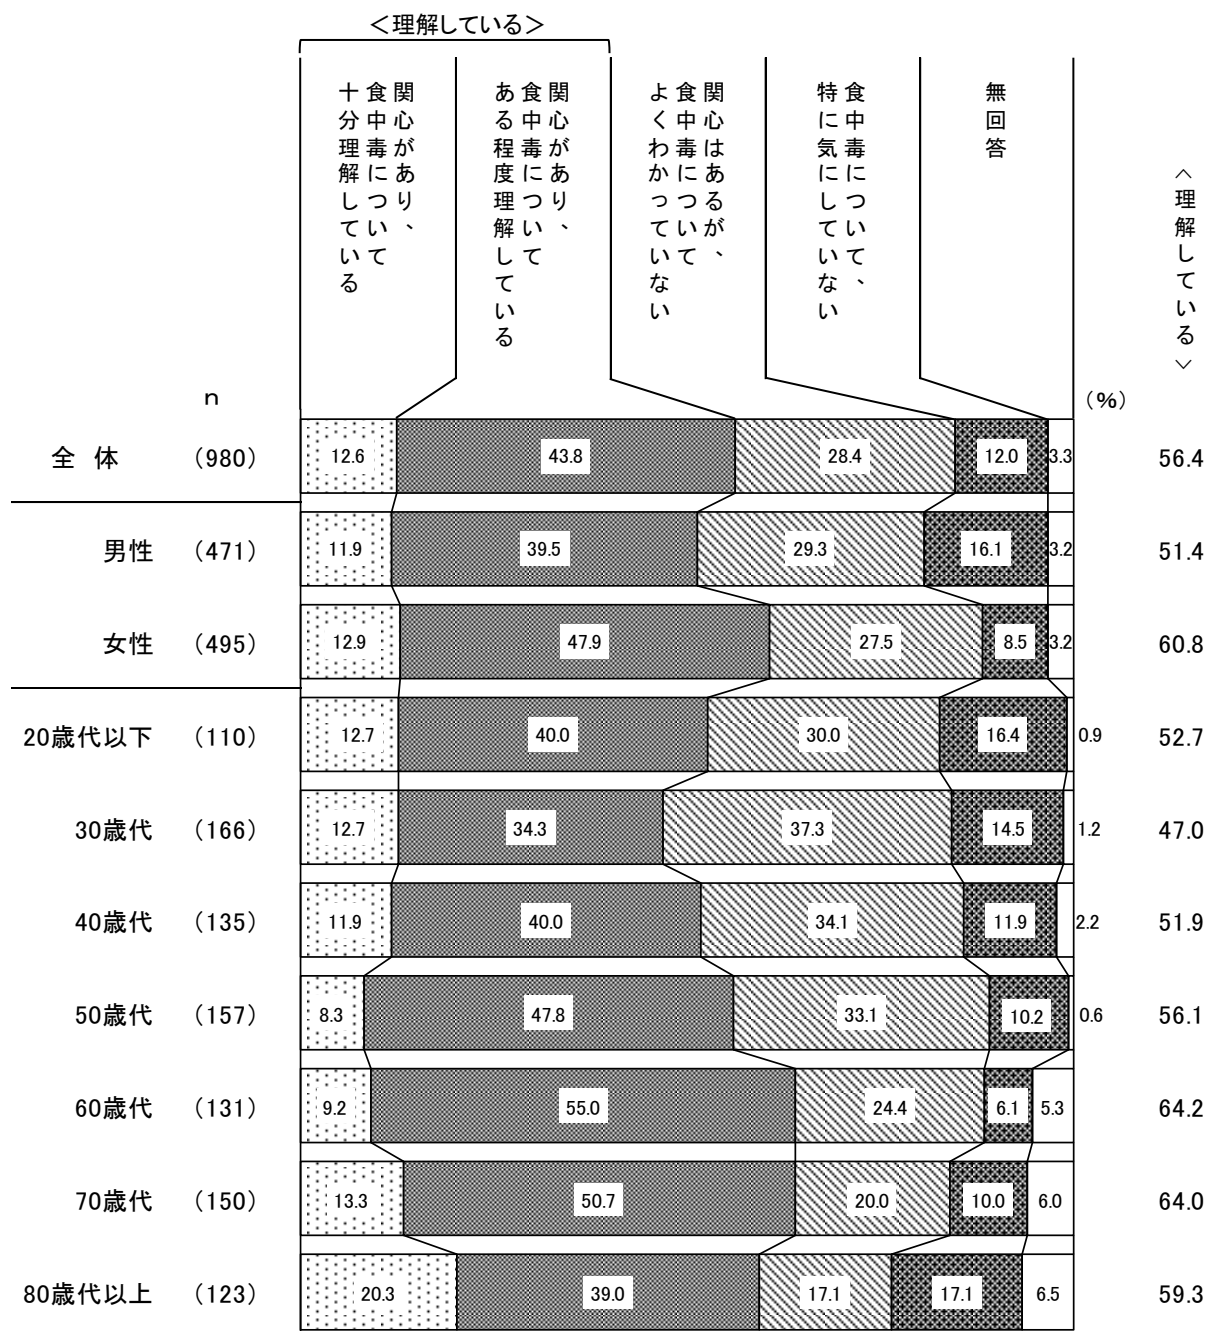 ＜理解している＞
関心があり、
食中毒について
十分理解している
関心があり、
食中毒について
ある程度理解している
関心はあるが、
食中毒について
よくわかっていない
食中毒について、
特に気にしていない
無回答
＜理解している＞
ｎ
（％）
全 体 （980） 12.6 43.8 28.4 12.0 3.3 56.4
男性 （471） 11.9 39.5 29.3 16.1 3.2 51.4
女性 （495） 12.9 47.9 27.5 8.5 3.2 60.8
20歳代以下 （110） 12.7 40.0 30.0 16.4 0.9 52.7
30歳代 （166） 12.7 34.3 37.3 14.5 1.2 47.0
40歳代 （135） 11.9 40.0 34.1 11.9 2.2 51.9
50歳代 （157） 8.3 47.8 33.1 10.2 0.6 56.1
60歳代 （131） 9.2 55.0 24.4 6.1 5.3 64.2
70歳代 （150） 13.3 50.7 20.0 10.0 6.0 64.0
80歳代以上 （123） 20.3 39.0 17.1 17.1 6.5 59.3